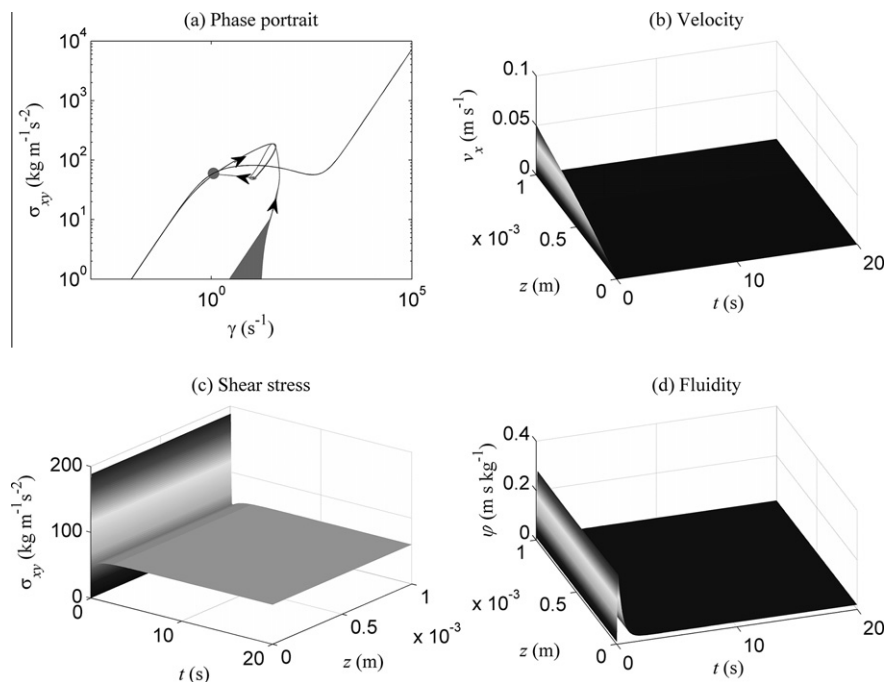 (a) Phase portrait
10^4
10^3
10^2
10^1
10^0
σ_xy (kg m^-1 s^-2)
10^0
10^5
γ (s^-1)
(b) Velocity
0.1
0.05
0
v_x (m s^-1)
1
0.5
0
x 10^-3
z (m)
0
10
20
t (s)
(c) Shear stress
200
100
0
σ_xy (kg m^-1 s^-2)
0
10
20
t (s)
0
0.5
1
x 10^-3
z (m)
(d) Fluidity
0.4
0.2
0
φ (m s kg^-1)
1
0.5
0
x 10^-3
z (m)
0
10
20
t (s)